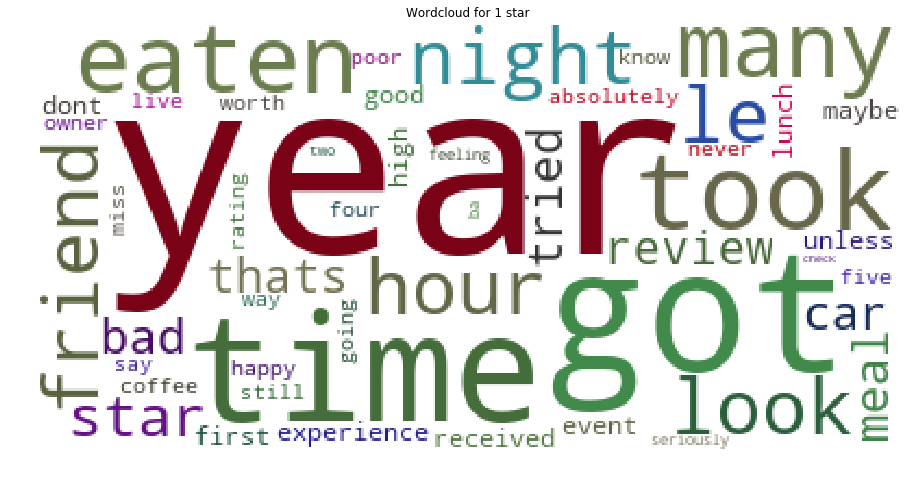 Wordcloud for 1 star
eaten
poor
night
know
many
dont
live
worth
good
absolutely
le
lunch
maybe
owner
year
two
high
feeling
tried
never
took
friend
miss
rating
four
ba
review
unless
thats
hour
check
five
way
going
got
car
bad
time
say
happy
coffee
still
look
meal
star
first
experience
received
event
seriously